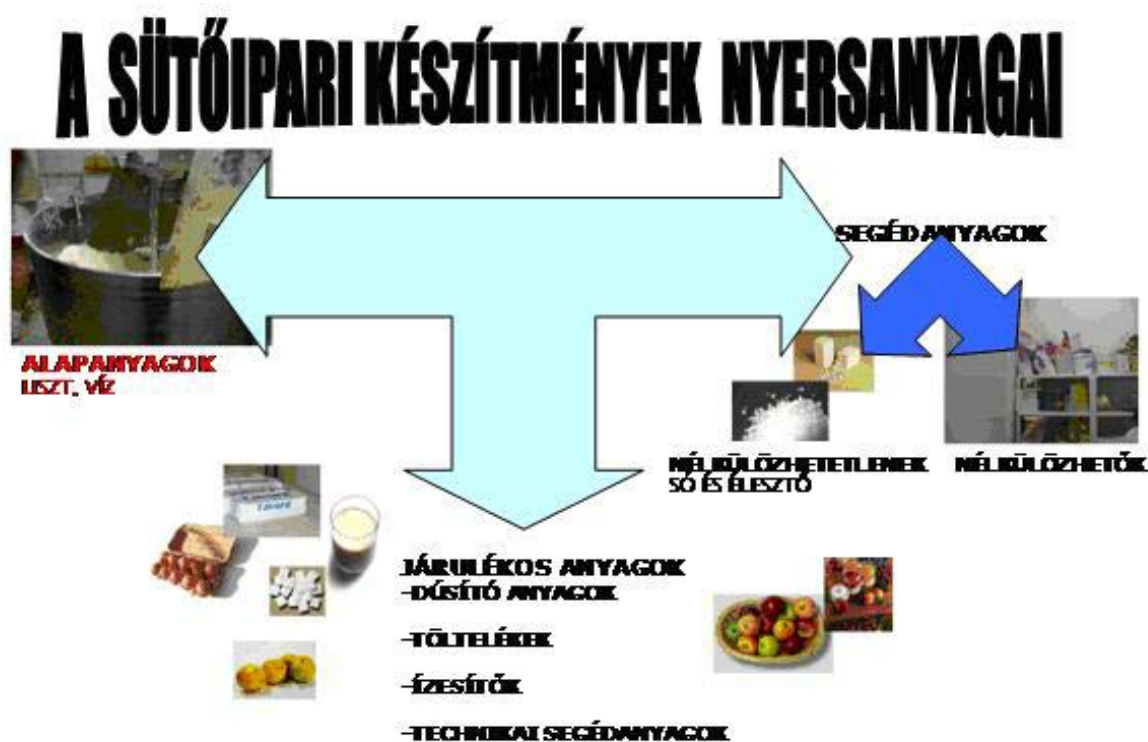 A SÜTŐIPARI KÉSZÍTMÉNYEK NYERSANYAGAI
SEGÉDANYAGOK
ALAPANYAGOK
LISZT, VÍZ
NÉLKÜLÖZHETETLENEK
SÓ ÉS ÉLESZTŐ
NÉLKÜLÖZHETŐK
JÁRULÉKOS ANYAGOK
-DÚSÍTÓ ANYAGOK
-TÖLTELÉKEK
-ÍZESÍTŐK
-TECHNIKAI SEGÉDANYAGOK